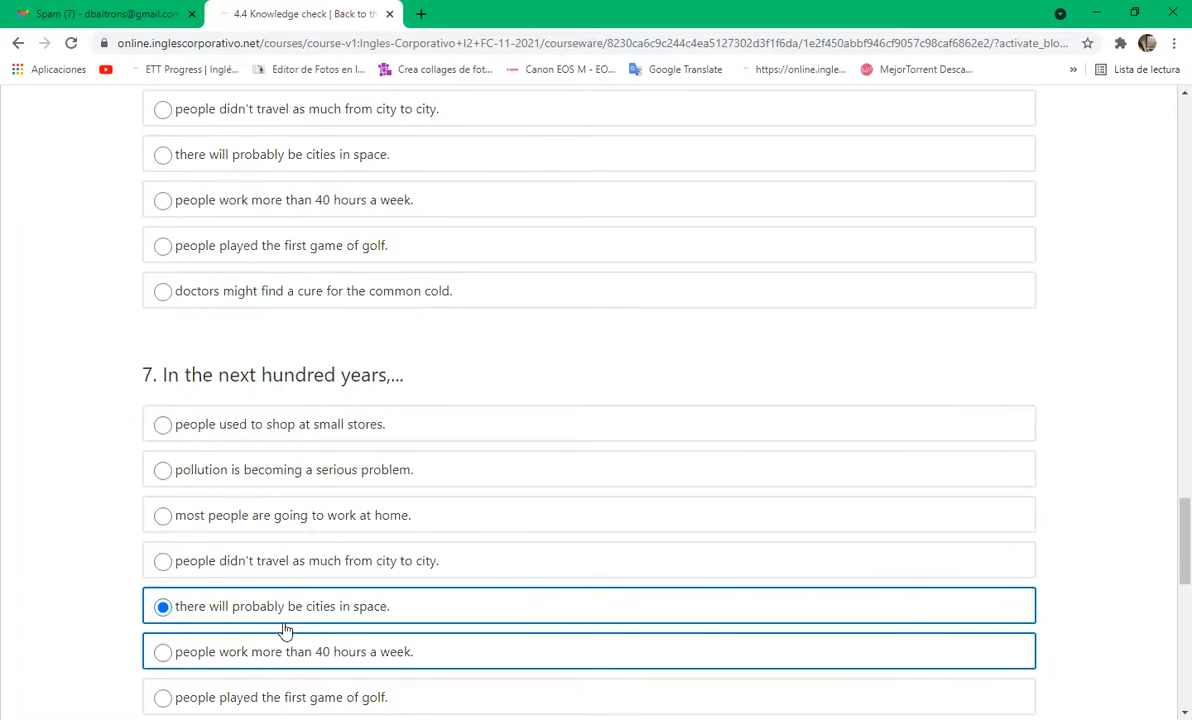 Spam (7) - dbaltrons@gmail.com
4.4 Knowledge check | Back to th
online.inglescorporativo.net/courses/course-v1:Ingles-Corporativo+I2+FC-11-2021/courseware/8230ca6c9c244c4ea5127302d3f1f6da/1e2f450abbf946cf9057c98caf6862e2/?activate_blo...
Aplicaciones
ETT Progress | Inglé...
Editor de Fotos en l...
Crea collages de fot...
Canon EOS M - EO...
Google Translate
https://online.ingle...
MejorTorrent Desca...
»
Lista de lectura
people didn't travel as much from city to city.
there will probably be cities in space.
people work more than 40 hours a week.
people played the first game of golf.
doctors might find a cure for the common cold.
7. In the next hundred years,...
people used to shop at small stores.
pollution is becoming a serious problem.
most people are going to work at home.
people didn't travel as much from city to city.
there will probably be cities in space.
people work more than 40 hours a week.
people played the first game of golf.